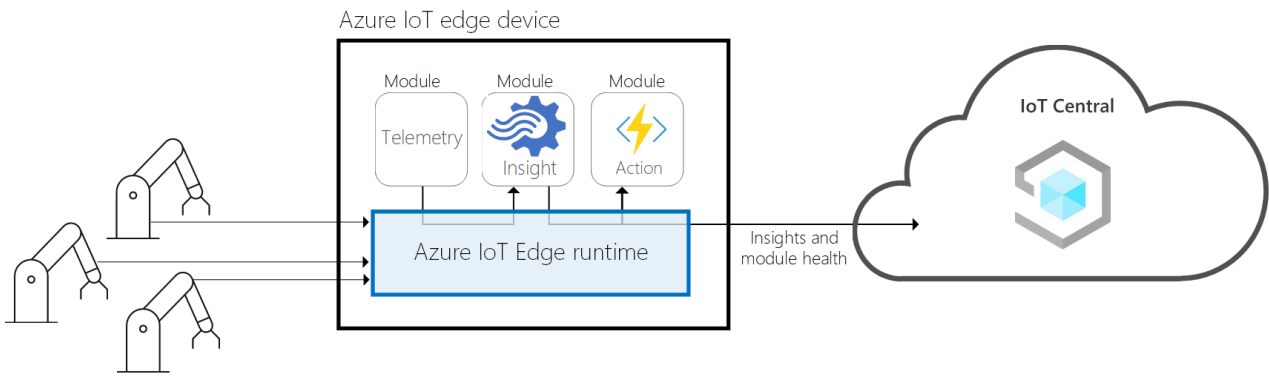 Azure IoT edge device
Module
Module
Module
Telemetry
Insight
Action
Azure IoT Edge runtime
Insights and
module health
IoT Central